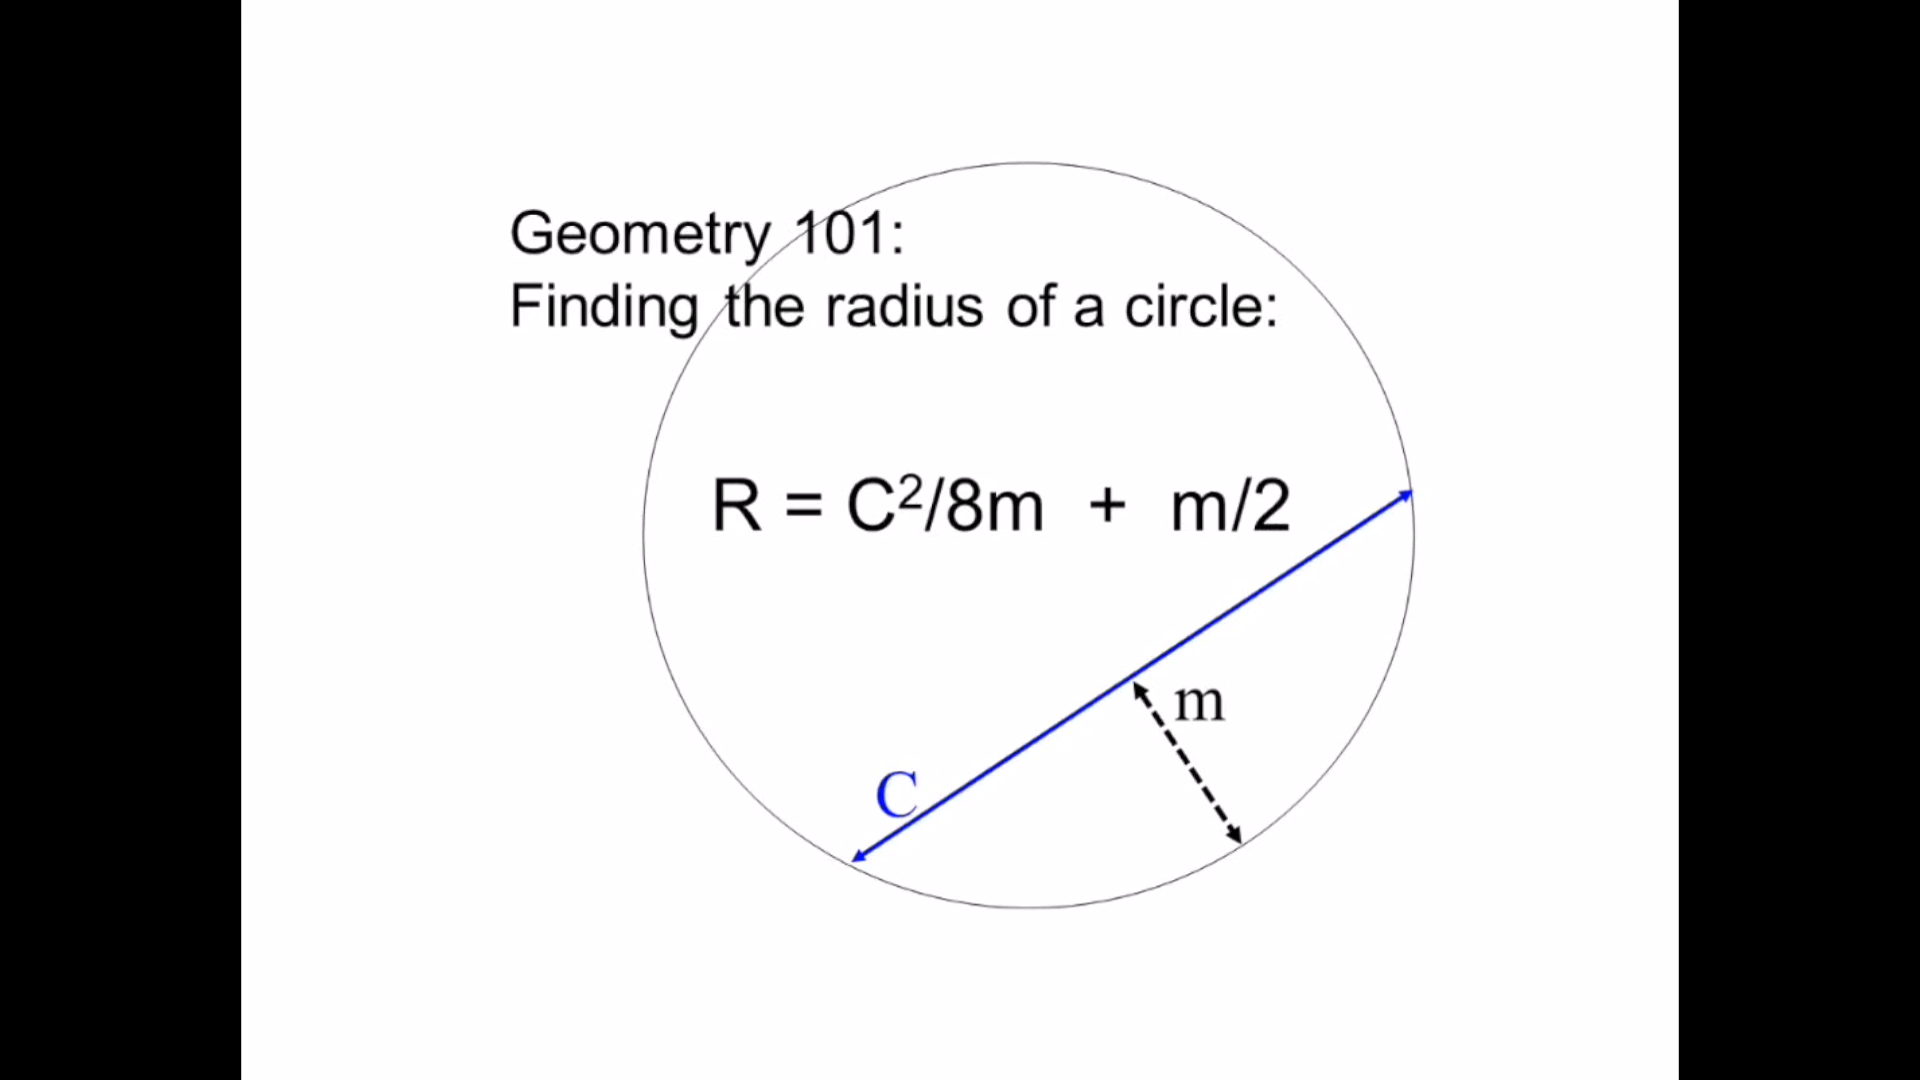 Geometry 101:
Finding the radius of a circle:
R = C²/8m + m/2
m
C